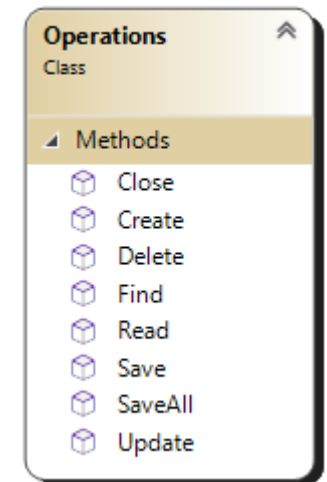 Operations
Class
Methods
Close
Create
Delete
Find
Read
Save
SaveAll
Update